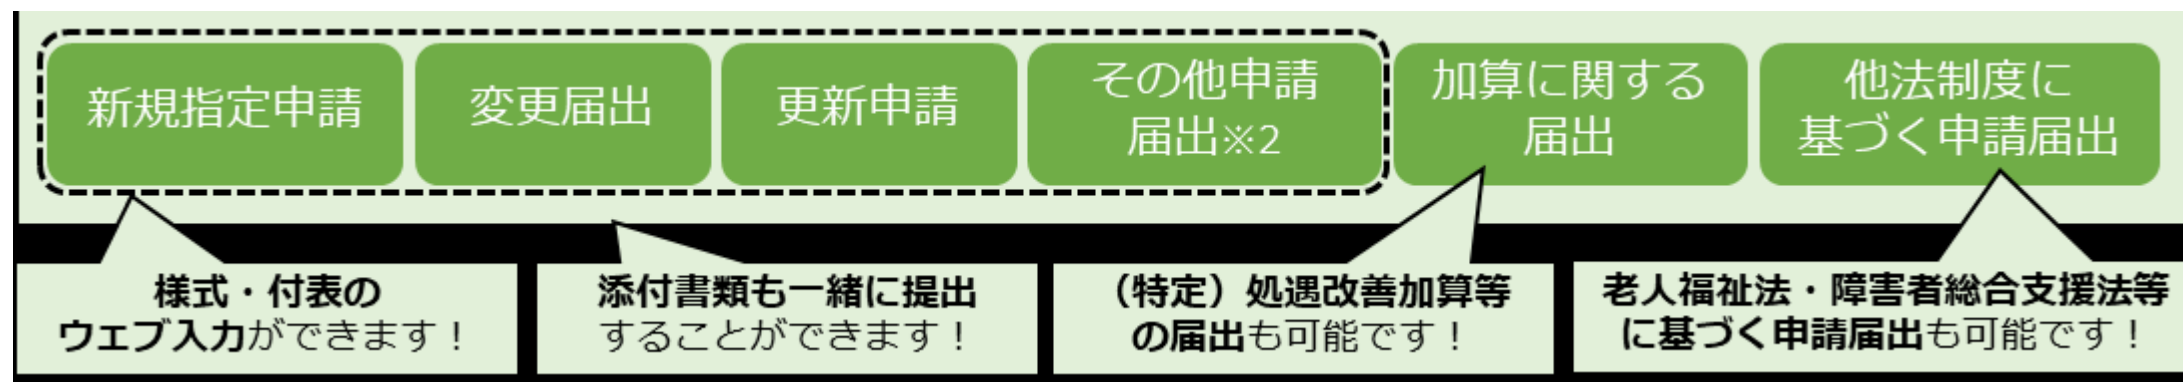 新規指定申請
変更届出
更新申請
その他申請
届出※2
加算に関する
届出
他法制度に
基づく申請届出
様式・付表の
ウェブ入力ができます！
添付書類も一緒に提出
することができます！
（特定）処遇改善加算等
の届出も可能です！
老人福祉法・障害者総合支援法等
に基づく申請届出も可能です！